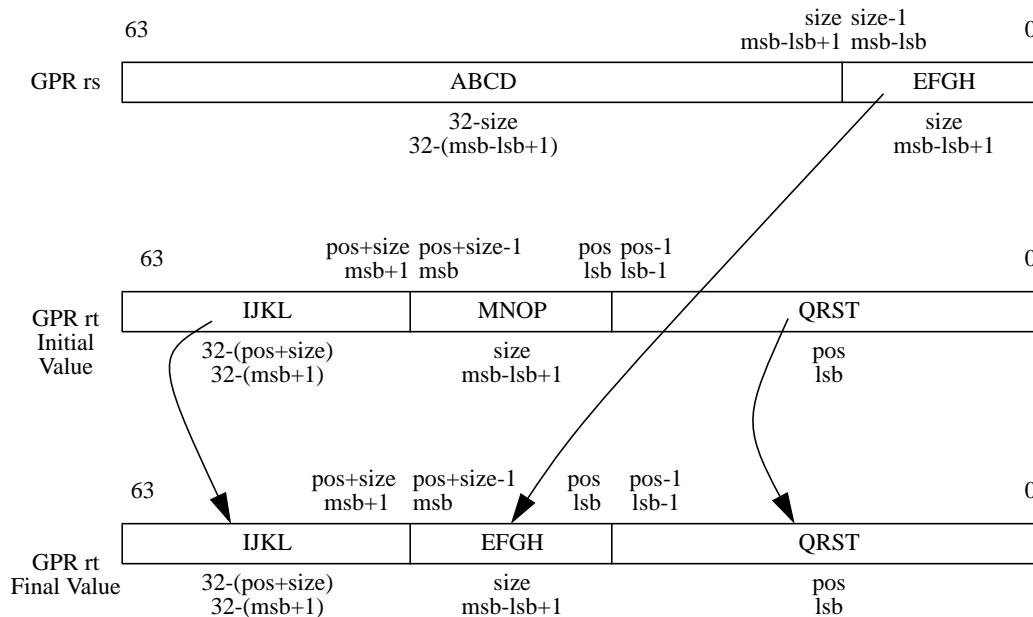 63 size size-1 0
msb-lsb+1 msb-lsb
GPR rs ABCD EFGH
32-size size
32-(msb-lsb+1) msb-lsb+1
63 pos+size pos+size-1 pos pos-1 0
msb+1 msb lsb lsb-1
GPR rt IJKL MNOP QRST
Initial
Value
32-(pos+size) size pos
32-(msb+1) msb-lsb+1 lsb
63 pos+size pos+size-1 pos pos-1 0
msb+1 msb lsb lsb-1
GPR rt IJKL EFGH QRST
Final Value
32-(pos+size) size pos
32-(msb+1) msb-lsb+1 lsb